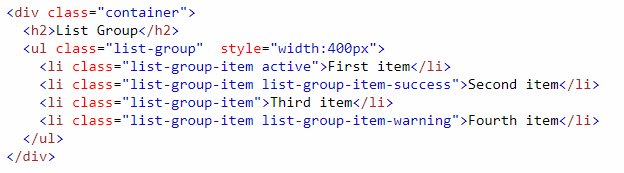 <div class="container">
  <h2>List Group</h2>
  <ul class="list-group"  style="width:400px">
    <li class="list-group-item active">First item</li>
    <li class="list-group-item list-group-item-success">Second item</li>
    <li class="list-group-item">Third item</li>
    <li class="list-group-item list-group-item-warning">Fourth item</li>
  </ul>
</div>